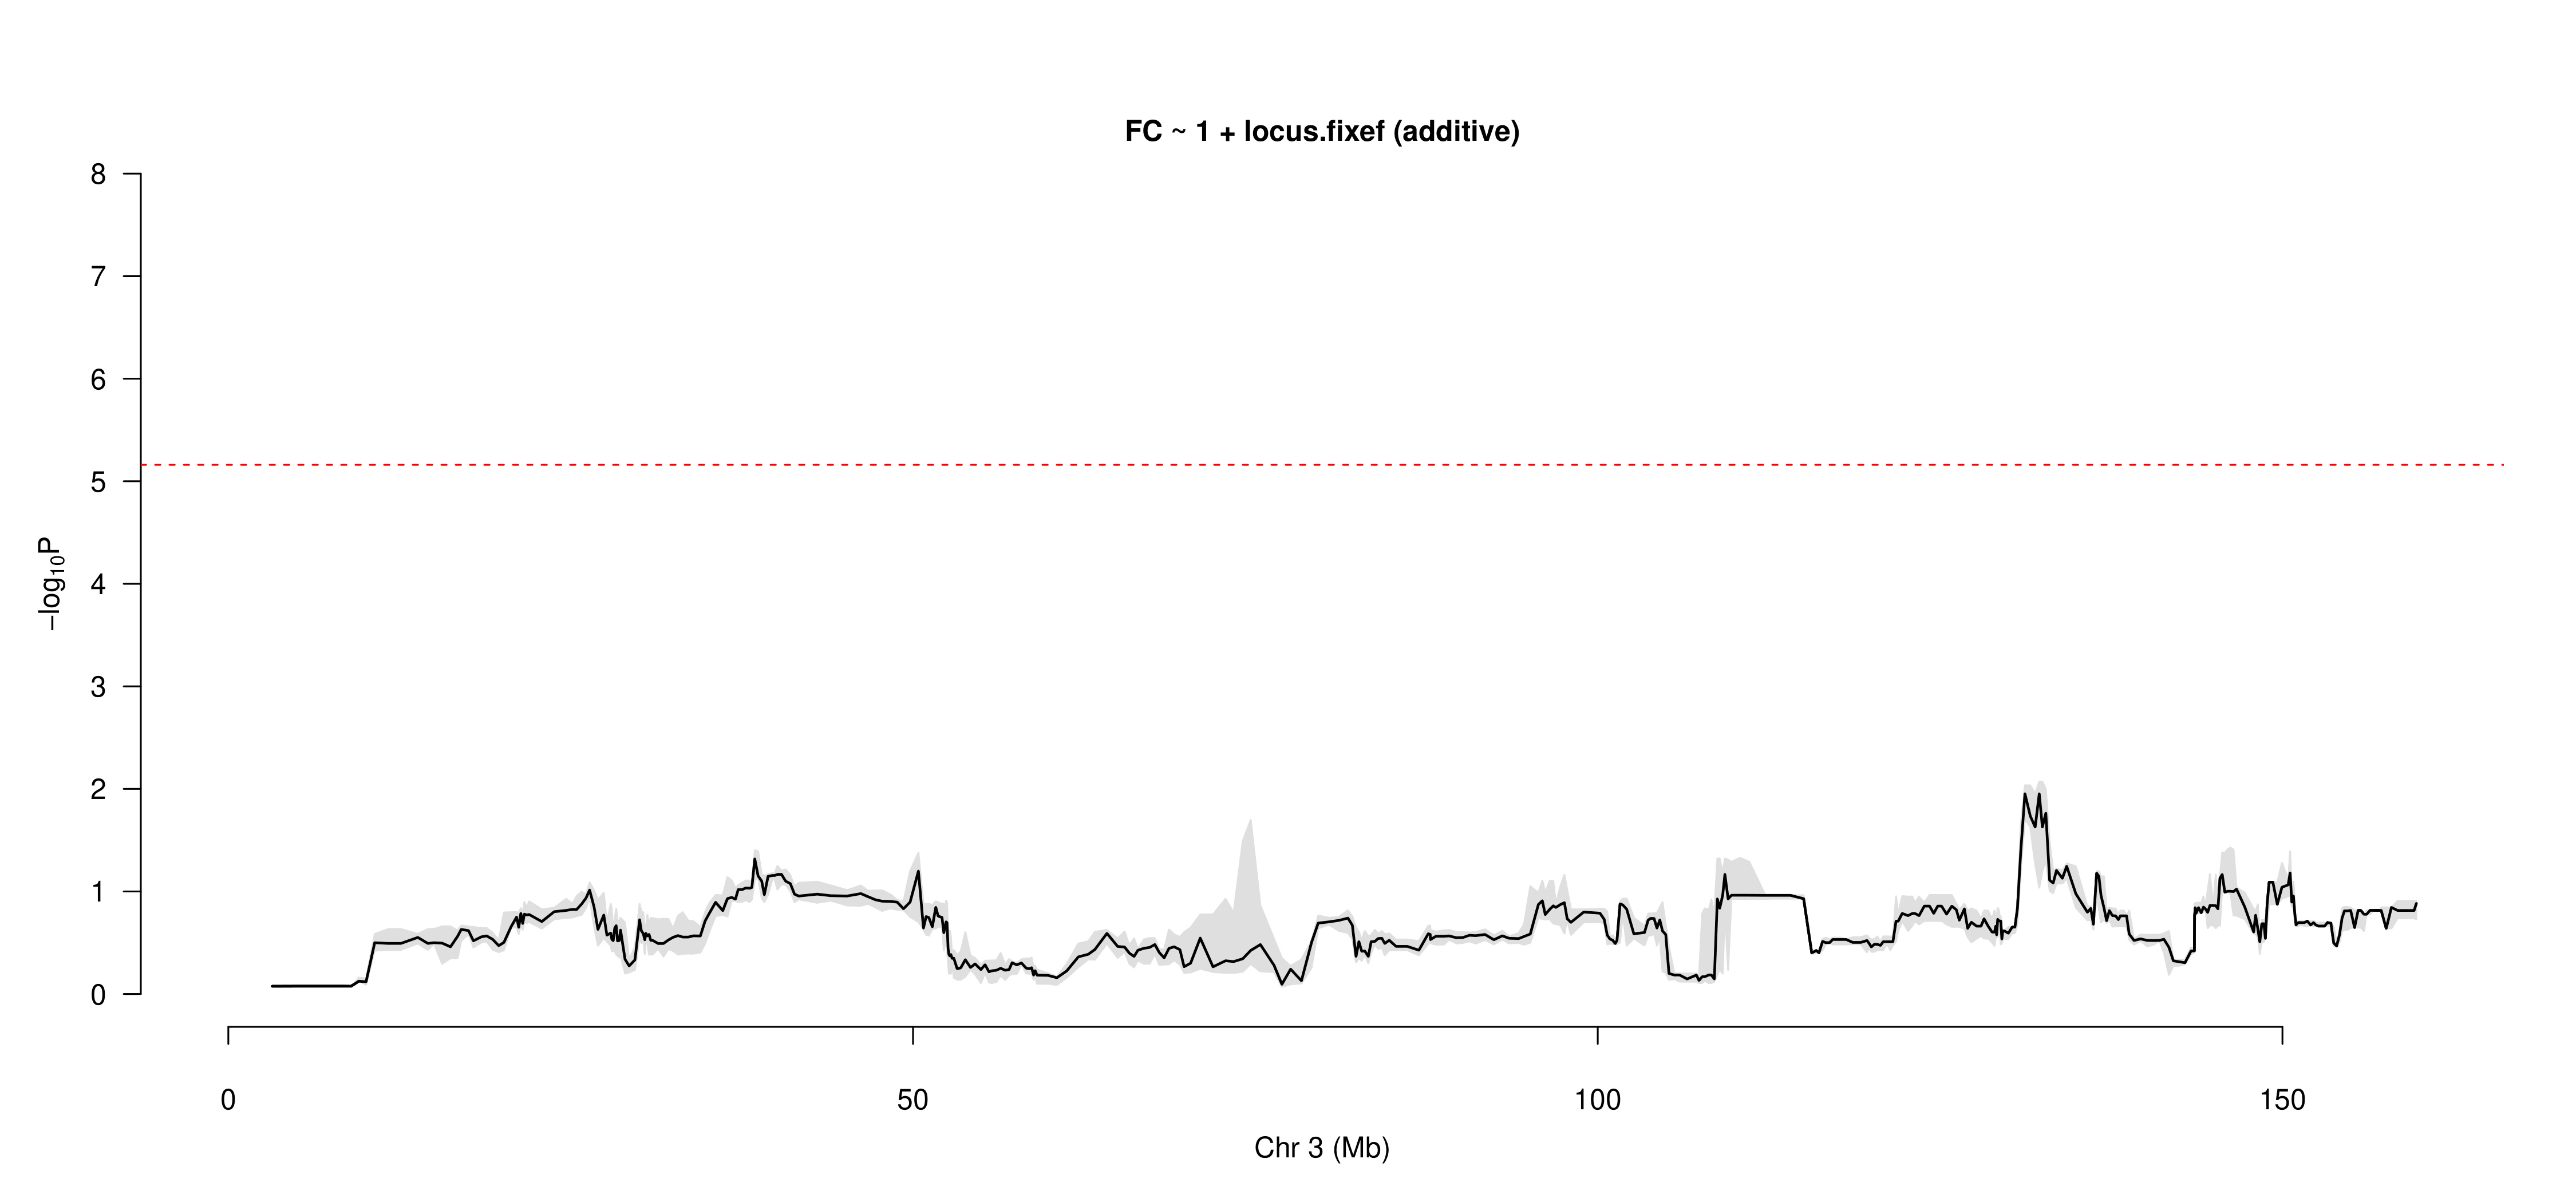 FC ~ 1 + locus.fixef (additive)
8
7
6
5
4
3
2
1
0
−log10P
0 50 100 150
Chr 3 (Mb)